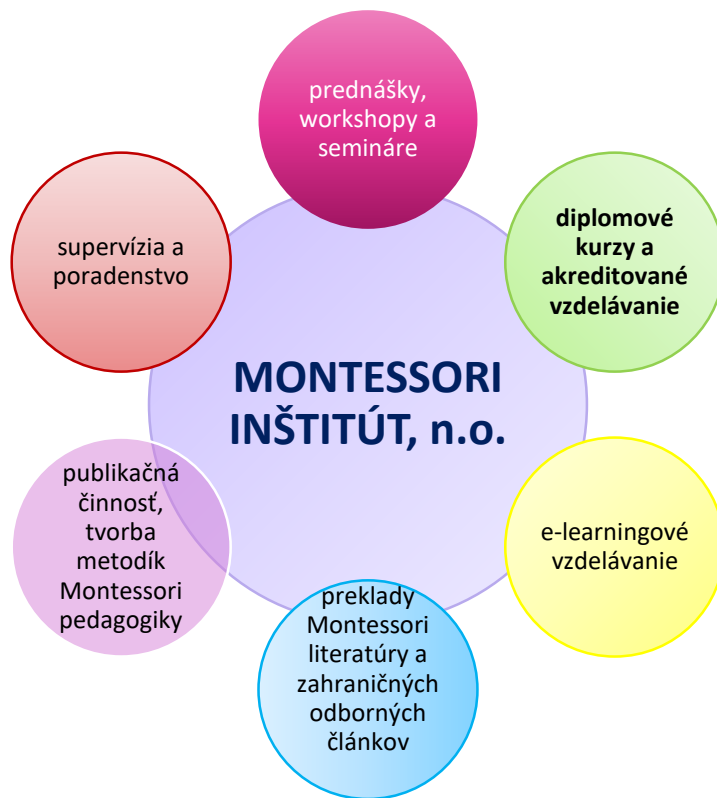 prednášky,
workshopy a
semináre
diplomové
kurzy a
akreditované
vzdelávanie
supervízia a
poradenstvo
MONTESSORI
INŠTITÚT, n.o.
publikačná
činnosť,
tvorba
metodík
Montessori
pedagogiky
e-learningové
vzdelávanie
preklady
Montessori
literatúry a
zahraničných
odborných
článkov